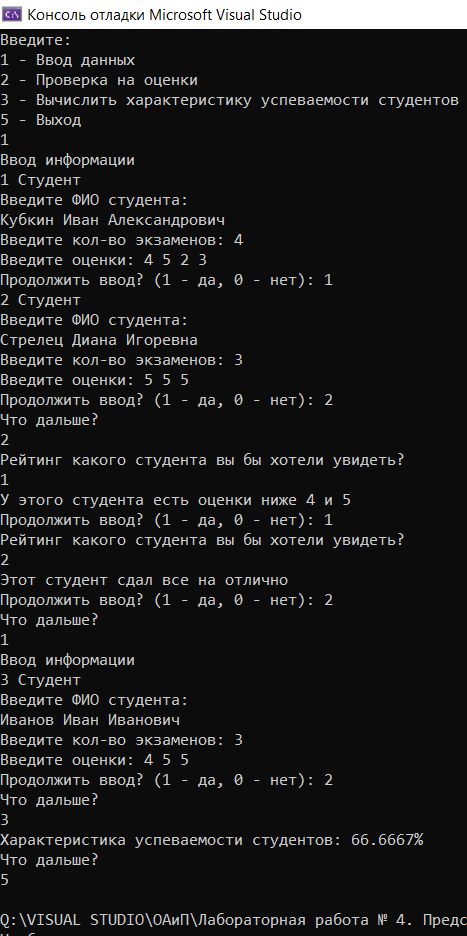 Консоль отладки Microsoft Visual Studio
Введите:
1 - Ввод данных
2 - Проверка на оценки
3 - Вычислить характеристику успеваемости студентов
5 - Выход
1
Ввод информации
1 Студент
Введите ФИО студента:
Кубкин Иван Александрович
Введите кол-во экзаменов: 4
Введите оценки: 4 5 2 3
Продолжить ввод? (1 - да, 0 - нет): 1
2 Студент
Введите ФИО студента:
Стрелец Диана Игоревна
Введите кол-во экзаменов: 3
Введите оценки: 5 5 5
Продолжить ввод? (1 - да, 0 - нет): 2
Что дальше?
2
Рейтинг какого студента вы бы хотели увидеть?
1
У этого студента есть оценки ниже 4 и 5
Продолжить ввод? (1 - да, 0 - нет): 1
Рейтинг какого студента вы бы хотели увидеть?
2
Этот студент сдал все на отлично
Продолжить ввод? (1 - да, 0 - нет): 2
Что дальше?
1
Ввод информации
3 Студент
Введите ФИО студента:
Иванов Иван Иванович
Введите кол-во экзаменов: 3
Введите оценки: 4 5 5
Продолжить ввод? (1 - да, 0 - нет): 2
Что дальше?
3
Характеристика успеваемости студентов: 66.6667%
Что дальше?
5
Q:\VISUAL STUDIO\ОАиП\Лабораторная работа № 4. Предс